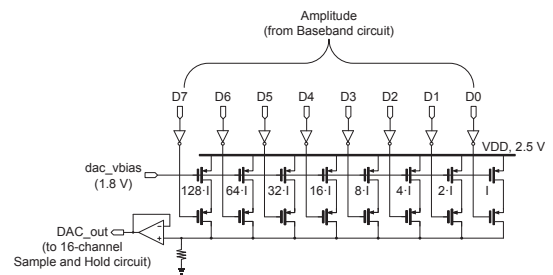 Amplitude
(from Baseband circuit)
D7 D6 D5 D4 D3 D2 D1 D0
VDD, 2.5 V
dac_vbias
(1.8 V)
128·I 64·I 32·I 16·I 8·I 4·I 2·I I
DAC_out
(to 16-channel
Sample and Hold circuit)
- 
+